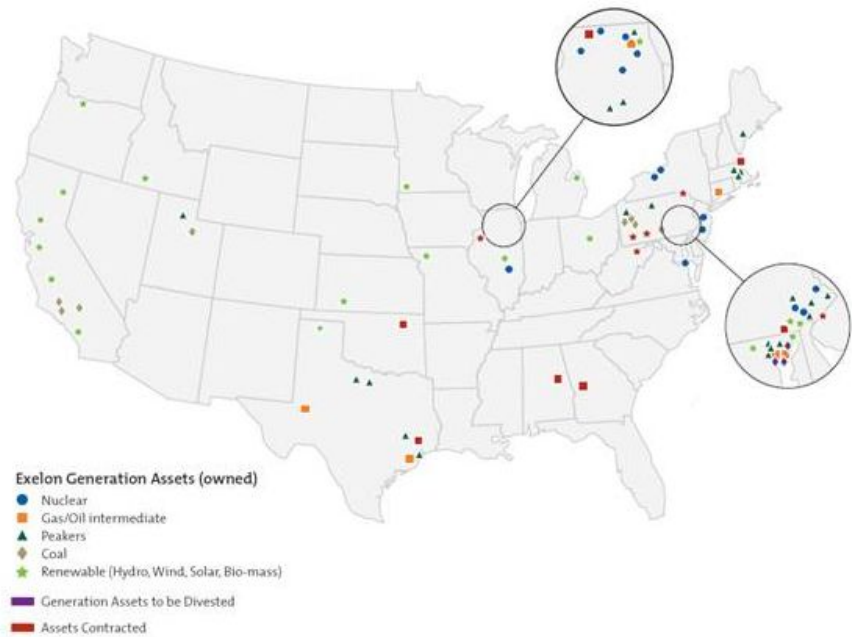 Exelon Generation Assets (owned)
Nuclear
Gas/Oil intermediate
Peakers
Coal
Renewable (Hydro, Wind, Solar, Bio-mass)
Generation Assets to be Divested
Assets Contracted